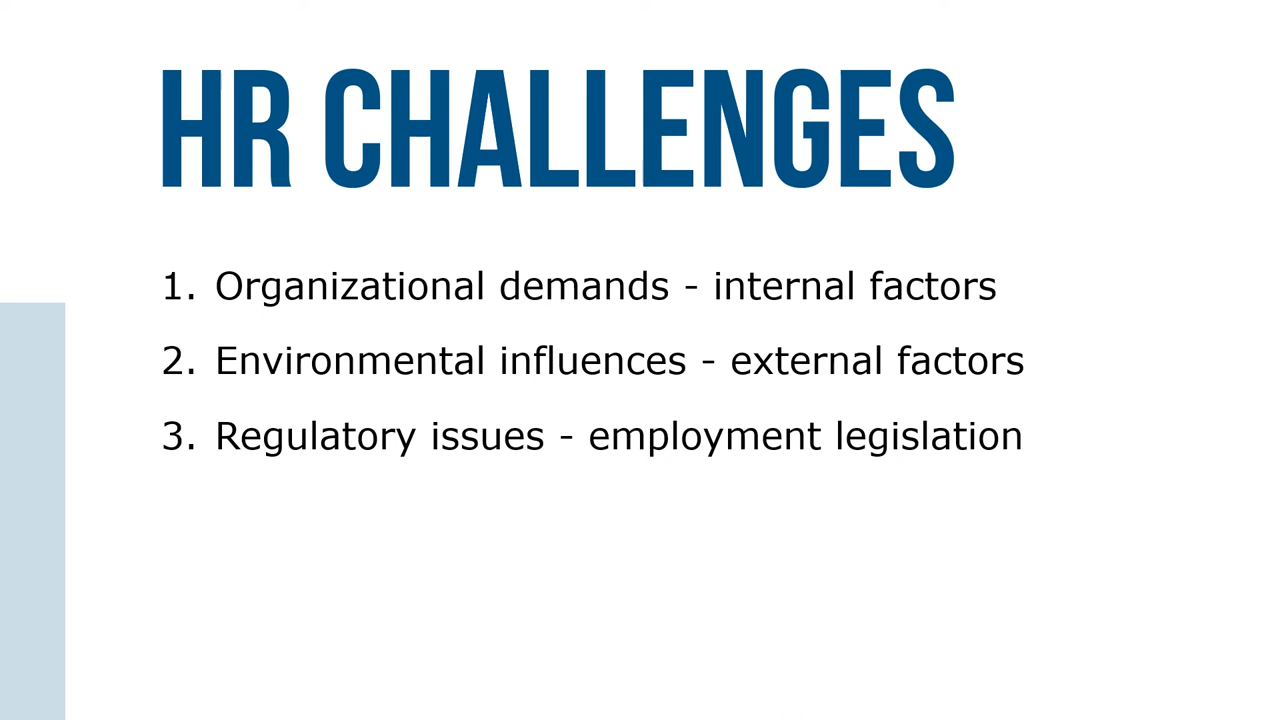 HR CHALLENGES
1. Organizational demands - internal factors
2. Environmental influences - external factors
3. Regulatory issues - employment legislation